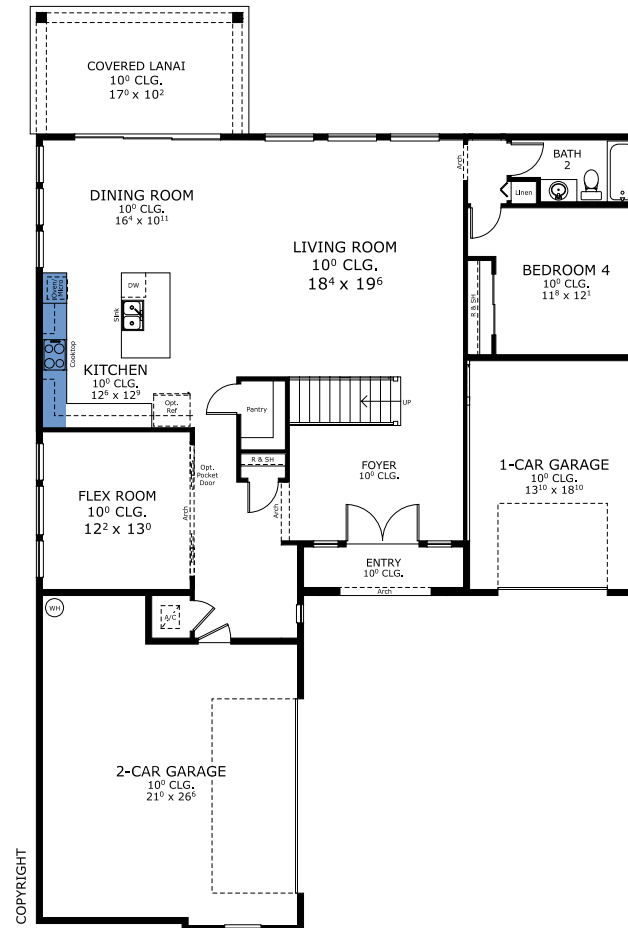 COVERED LANAI
10⁰ CLG.
17⁰ x 10²
DINING ROOM
10⁰ CLG.
16⁴ x 10¹¹
LIVING ROOM
10⁰ CLG.
18⁴ x 19⁶
Arch
BATH
2
Linen
BEDROOM 4
10⁰ CLG.
11⁸ x 12¹
R & SH
Oven/
Micro
DW
Sink
Cooktop
KITCHEN
10⁰ CLG.
12⁶ x 12⁹
Opt.
Ref
Pantry
UP
R & SH
FOYER
10⁰ CLG.
1-CAR GARAGE
10⁰ CLG.
13¹⁰ x 18¹⁰
FLEX ROOM
10⁰ CLG.
12² x 13⁰
Opt.
Pocket
Door
Arch
Arch
ENTRY
10⁰ CLG.
Arch
WH
A/C
2-CAR GARAGE
10⁰ CLG.
21⁰ x 26⁶
COPYRIGHT